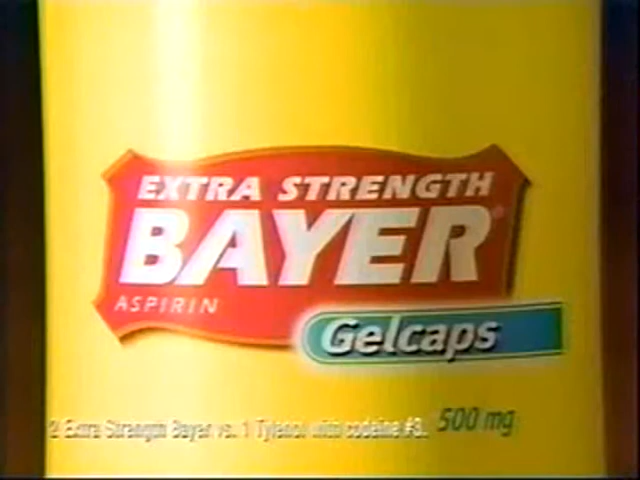 EXTRA STRENGTH
BAYER®
ASPIRIN
Gelcaps
500 mg
2 Extra Strength Bayer vs. 1 Tylenol with codeine #3.